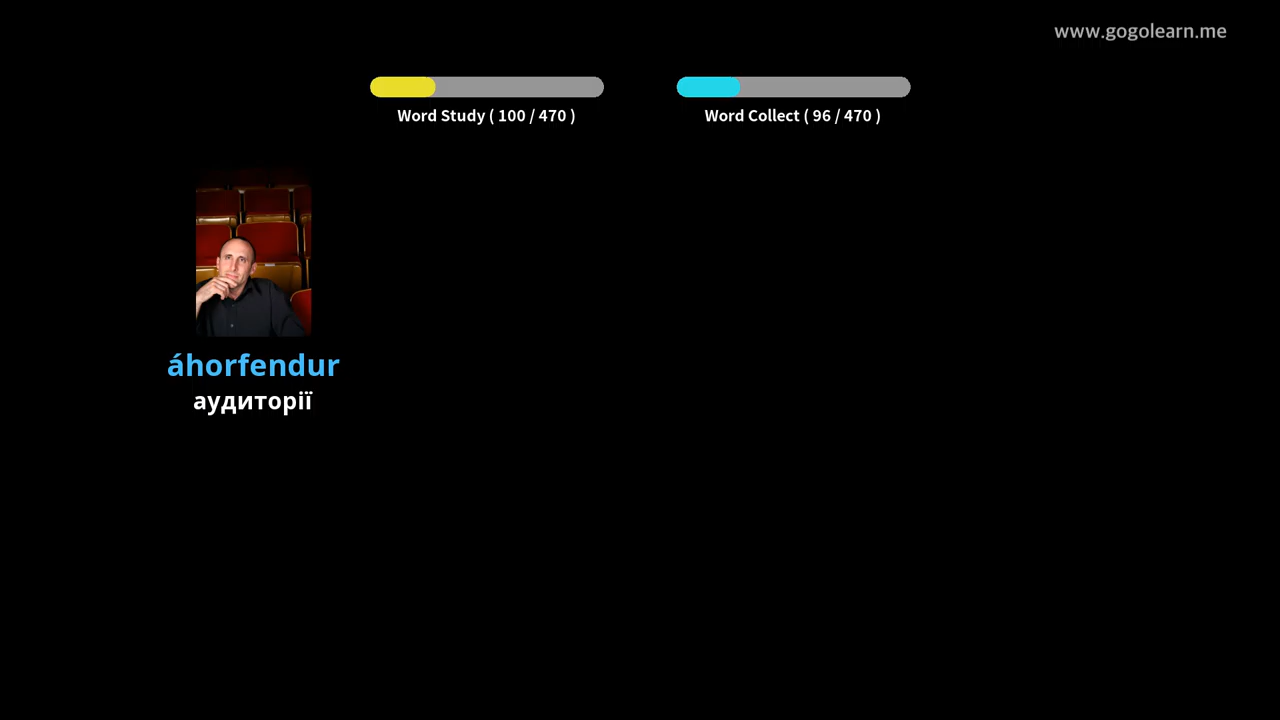 www.gogolearn.me
Word Study ( 100 / 470 )
Word Collect ( 96 / 470 )
áhorfendur
аудиторії